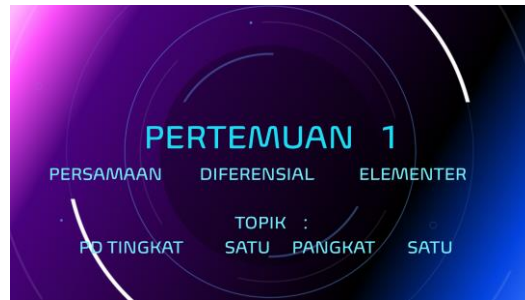 PERTEMUAN 1
PERSAMAAN DIFERENSIAL ELEMENTER
TOPIK :
PD TINGKAT SATU PANGKAT SATU